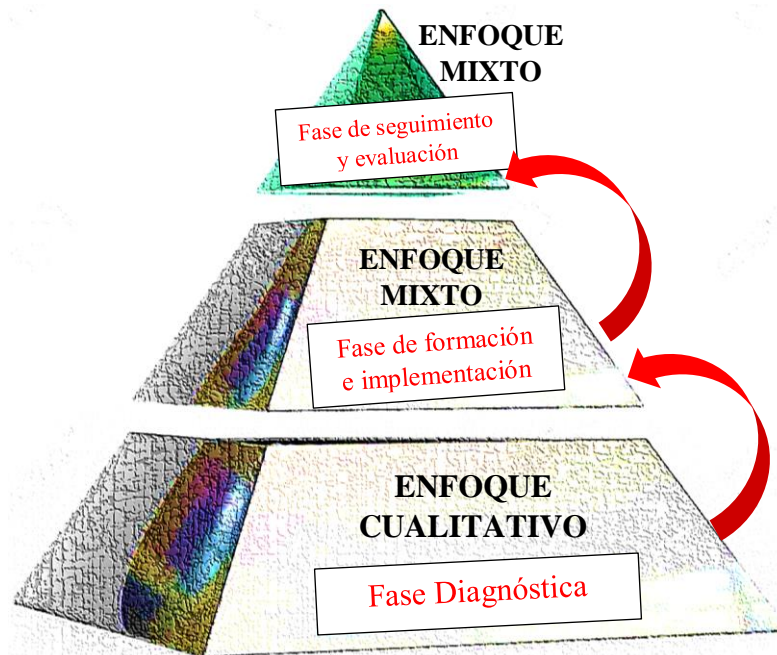 ENFOQUE
MIXTO
Fase de seguimiento
y evaluación
ENFOQUE
MIXTO
Fase de formación
e implementación
ENFOQUE
CUALITATIVO
Fase Diagnóstica